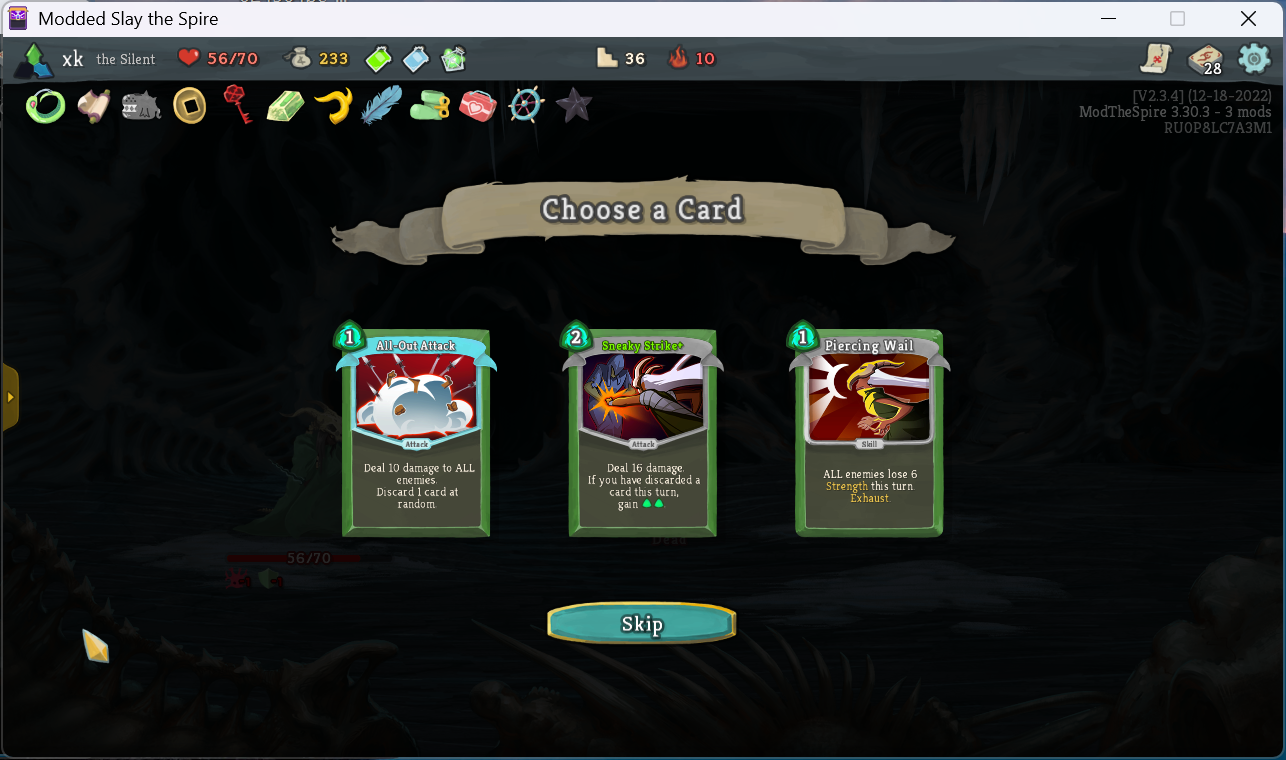 Modded Slay the Spire
xk the Silent 56/70 233 36 10 28
[V2.3.4] (12-18-2022)
ModTheSpire 3.30.3 - 3 mods
RU0P8LC7A3M1
Choose a Card
1
All-Out Attack
Attack
Deal 10 damage to ALL
enemies.
Discard 1 card at
random.
2
Sneaky Strike+
Attack
Deal 16 damage.
If you have discarded a
card this turn,
gain
1
Piercing Wail
Skill
ALL enemies lose 6
Strength this turn.
Exhaust.
Dead
56/70
Skip